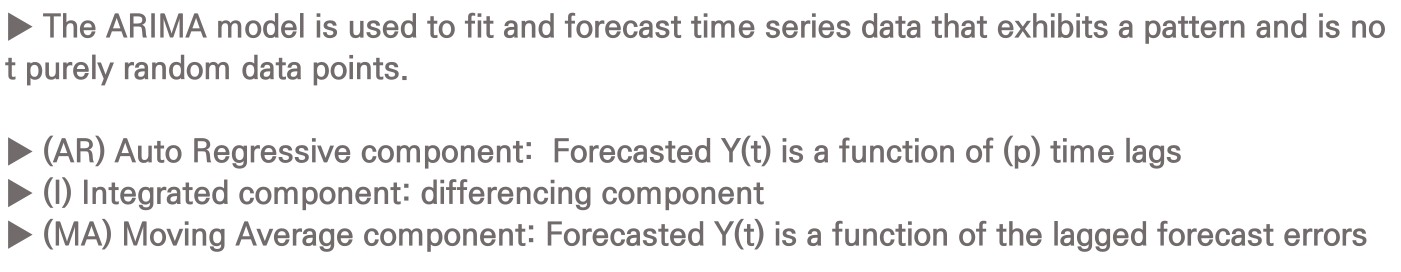 ▶ The ARIMA model is used to fit and forecast time series data that exhibits a pattern and is no
t purely random data points.
▶ (AR) Auto Regressive component:  Forecasted Y(t) is a function of (p) time lags
▶ (I) Integrated component: differencing component
▶ (MA) Moving Average component: Forecasted Y(t) is a function of the lagged forecast errors